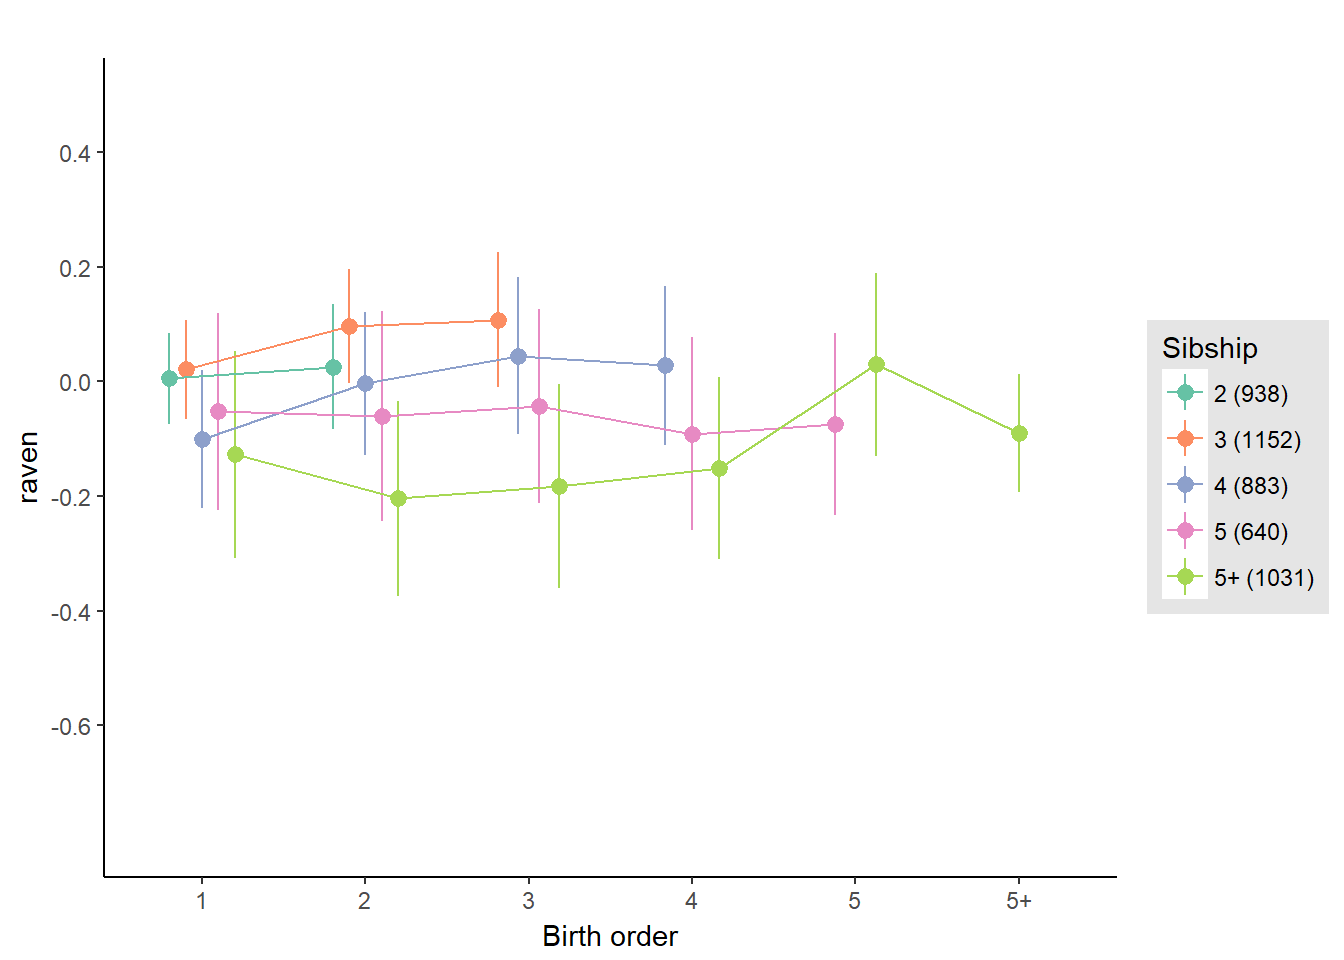 0.4
0.2
0.0
-0.2
-0.4
-0.6
raven
1 2 3 4 5 5+
Birth order
Sibship
2 (938)
3 (1152)
4 (883)
5 (640)
5+ (1031)